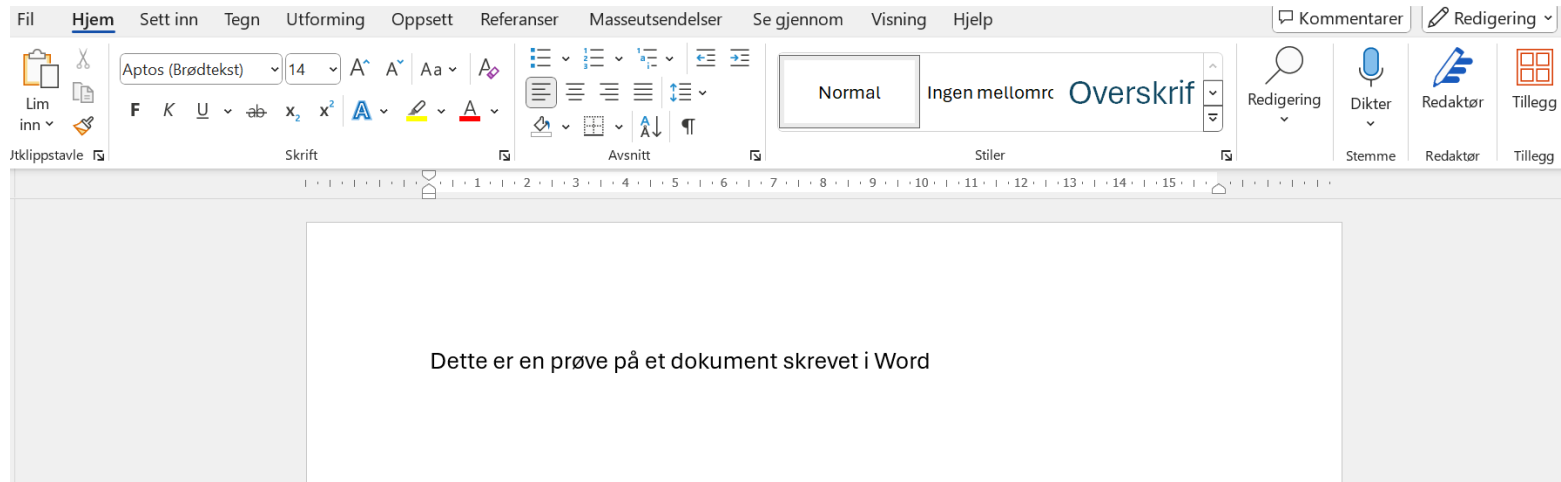 Fil Hjem Sett inn Tegn Utforming Oppsett Referanser Masseutsendelser Se gjennom Visning Hjelp Kommentarer Redigering
Aptos (Brødtekst) 14 A A Aa A
Lim inn
F K U ab x₂ x² A A
A Z
Normal Ingen mellomrc Overskrif
Redigering Dikter Redaktør Tillegg
Utklippstavle Skrift Avsnitt Stiler Stemme Redaktør Tillegg
1 2 3 4 5 6 7 8 9 10 11 12 13 14 15
Dette er en prøve på et dokument skrevet i Word